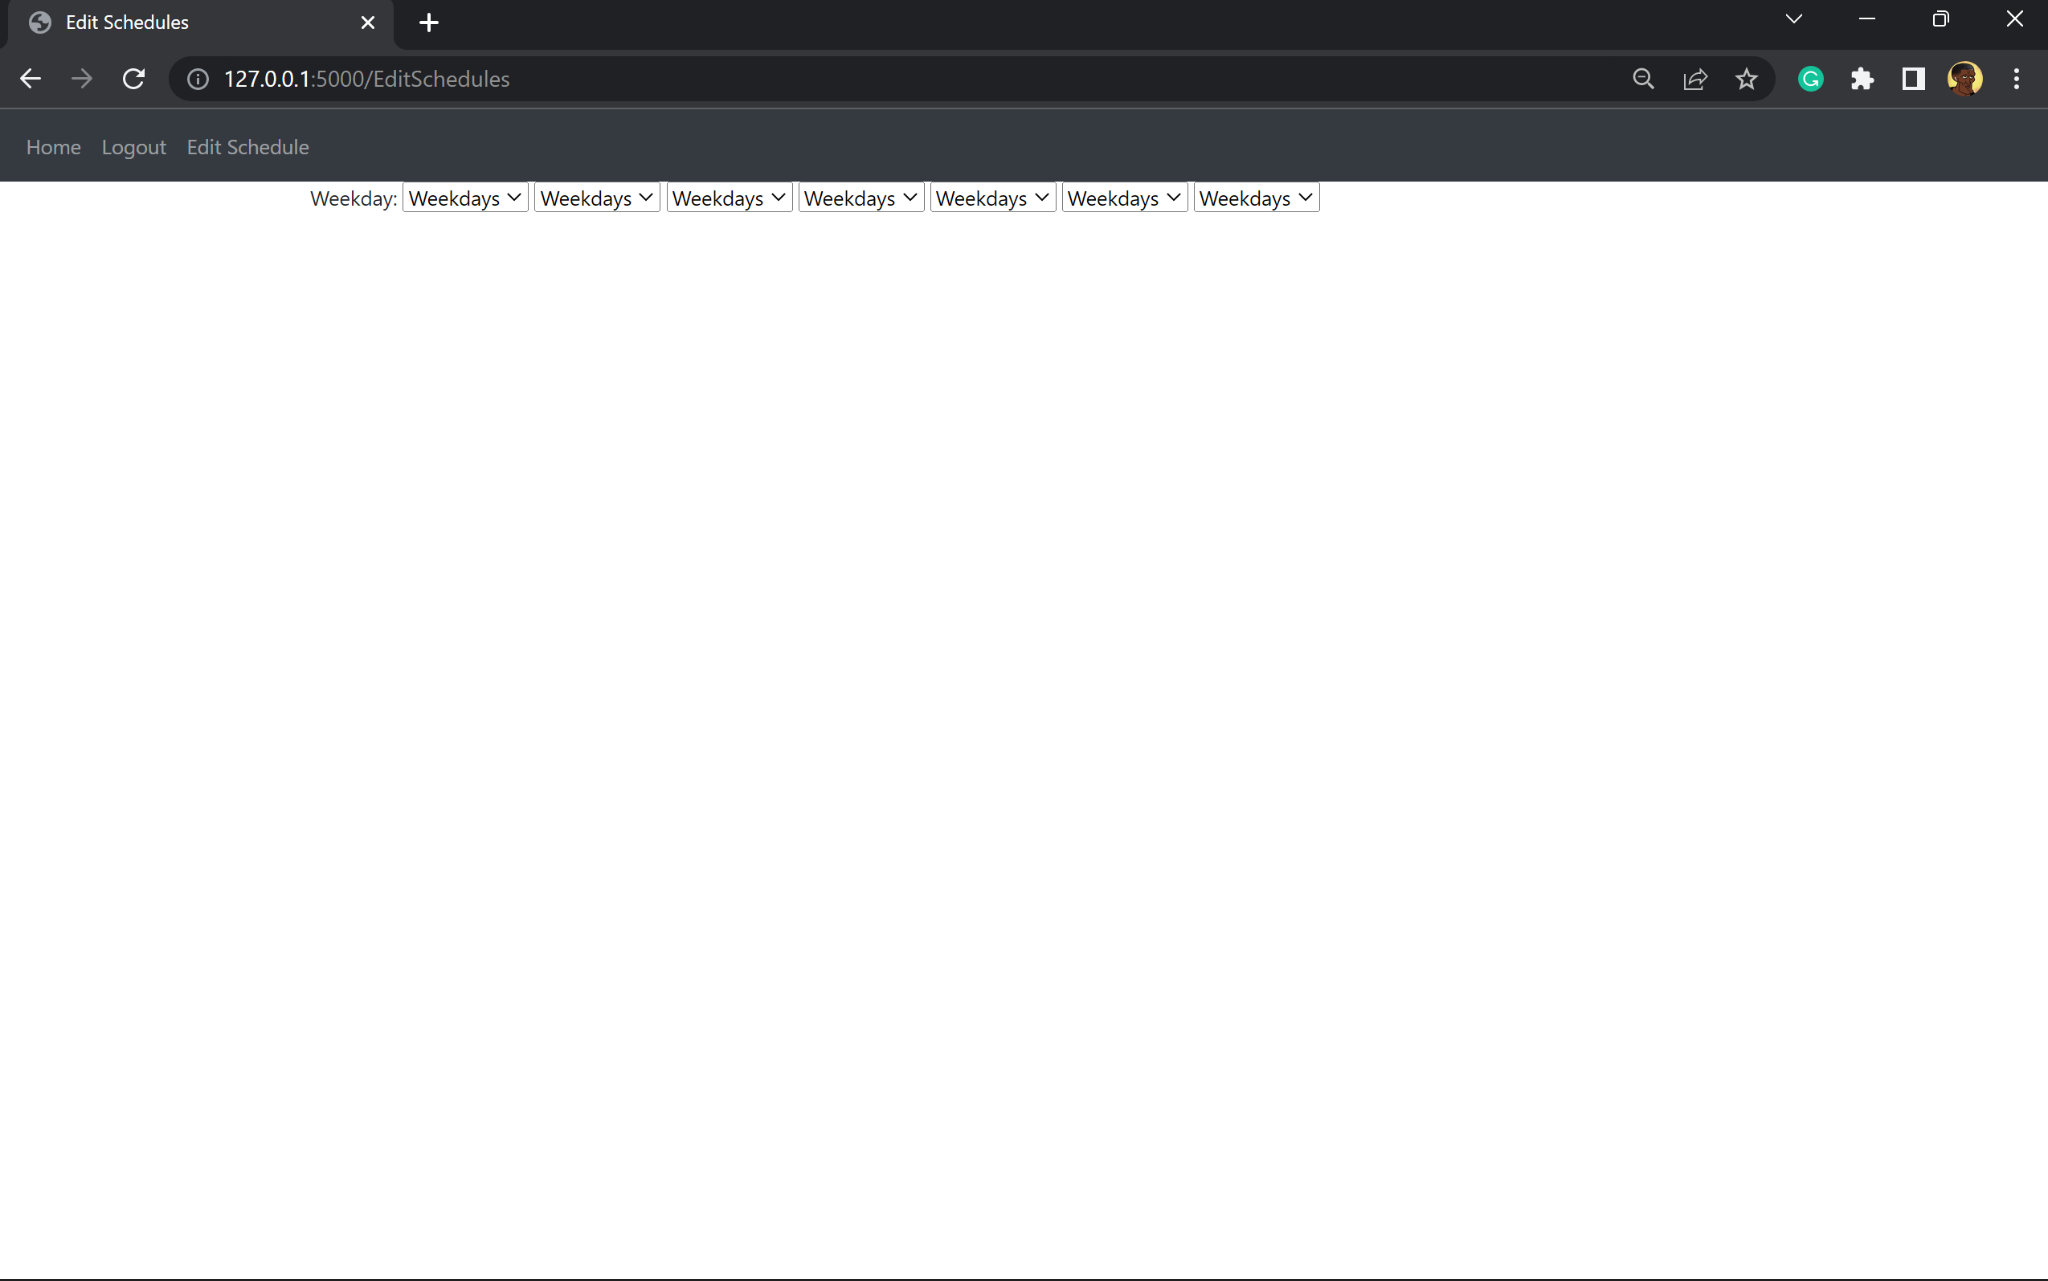 Edit Schedules
127.0.0.1:5000/EditSchedules
Home Logout Edit Schedule
Weekday: Weekdays Weekdays Weekdays Weekdays Weekdays Weekdays Weekdays